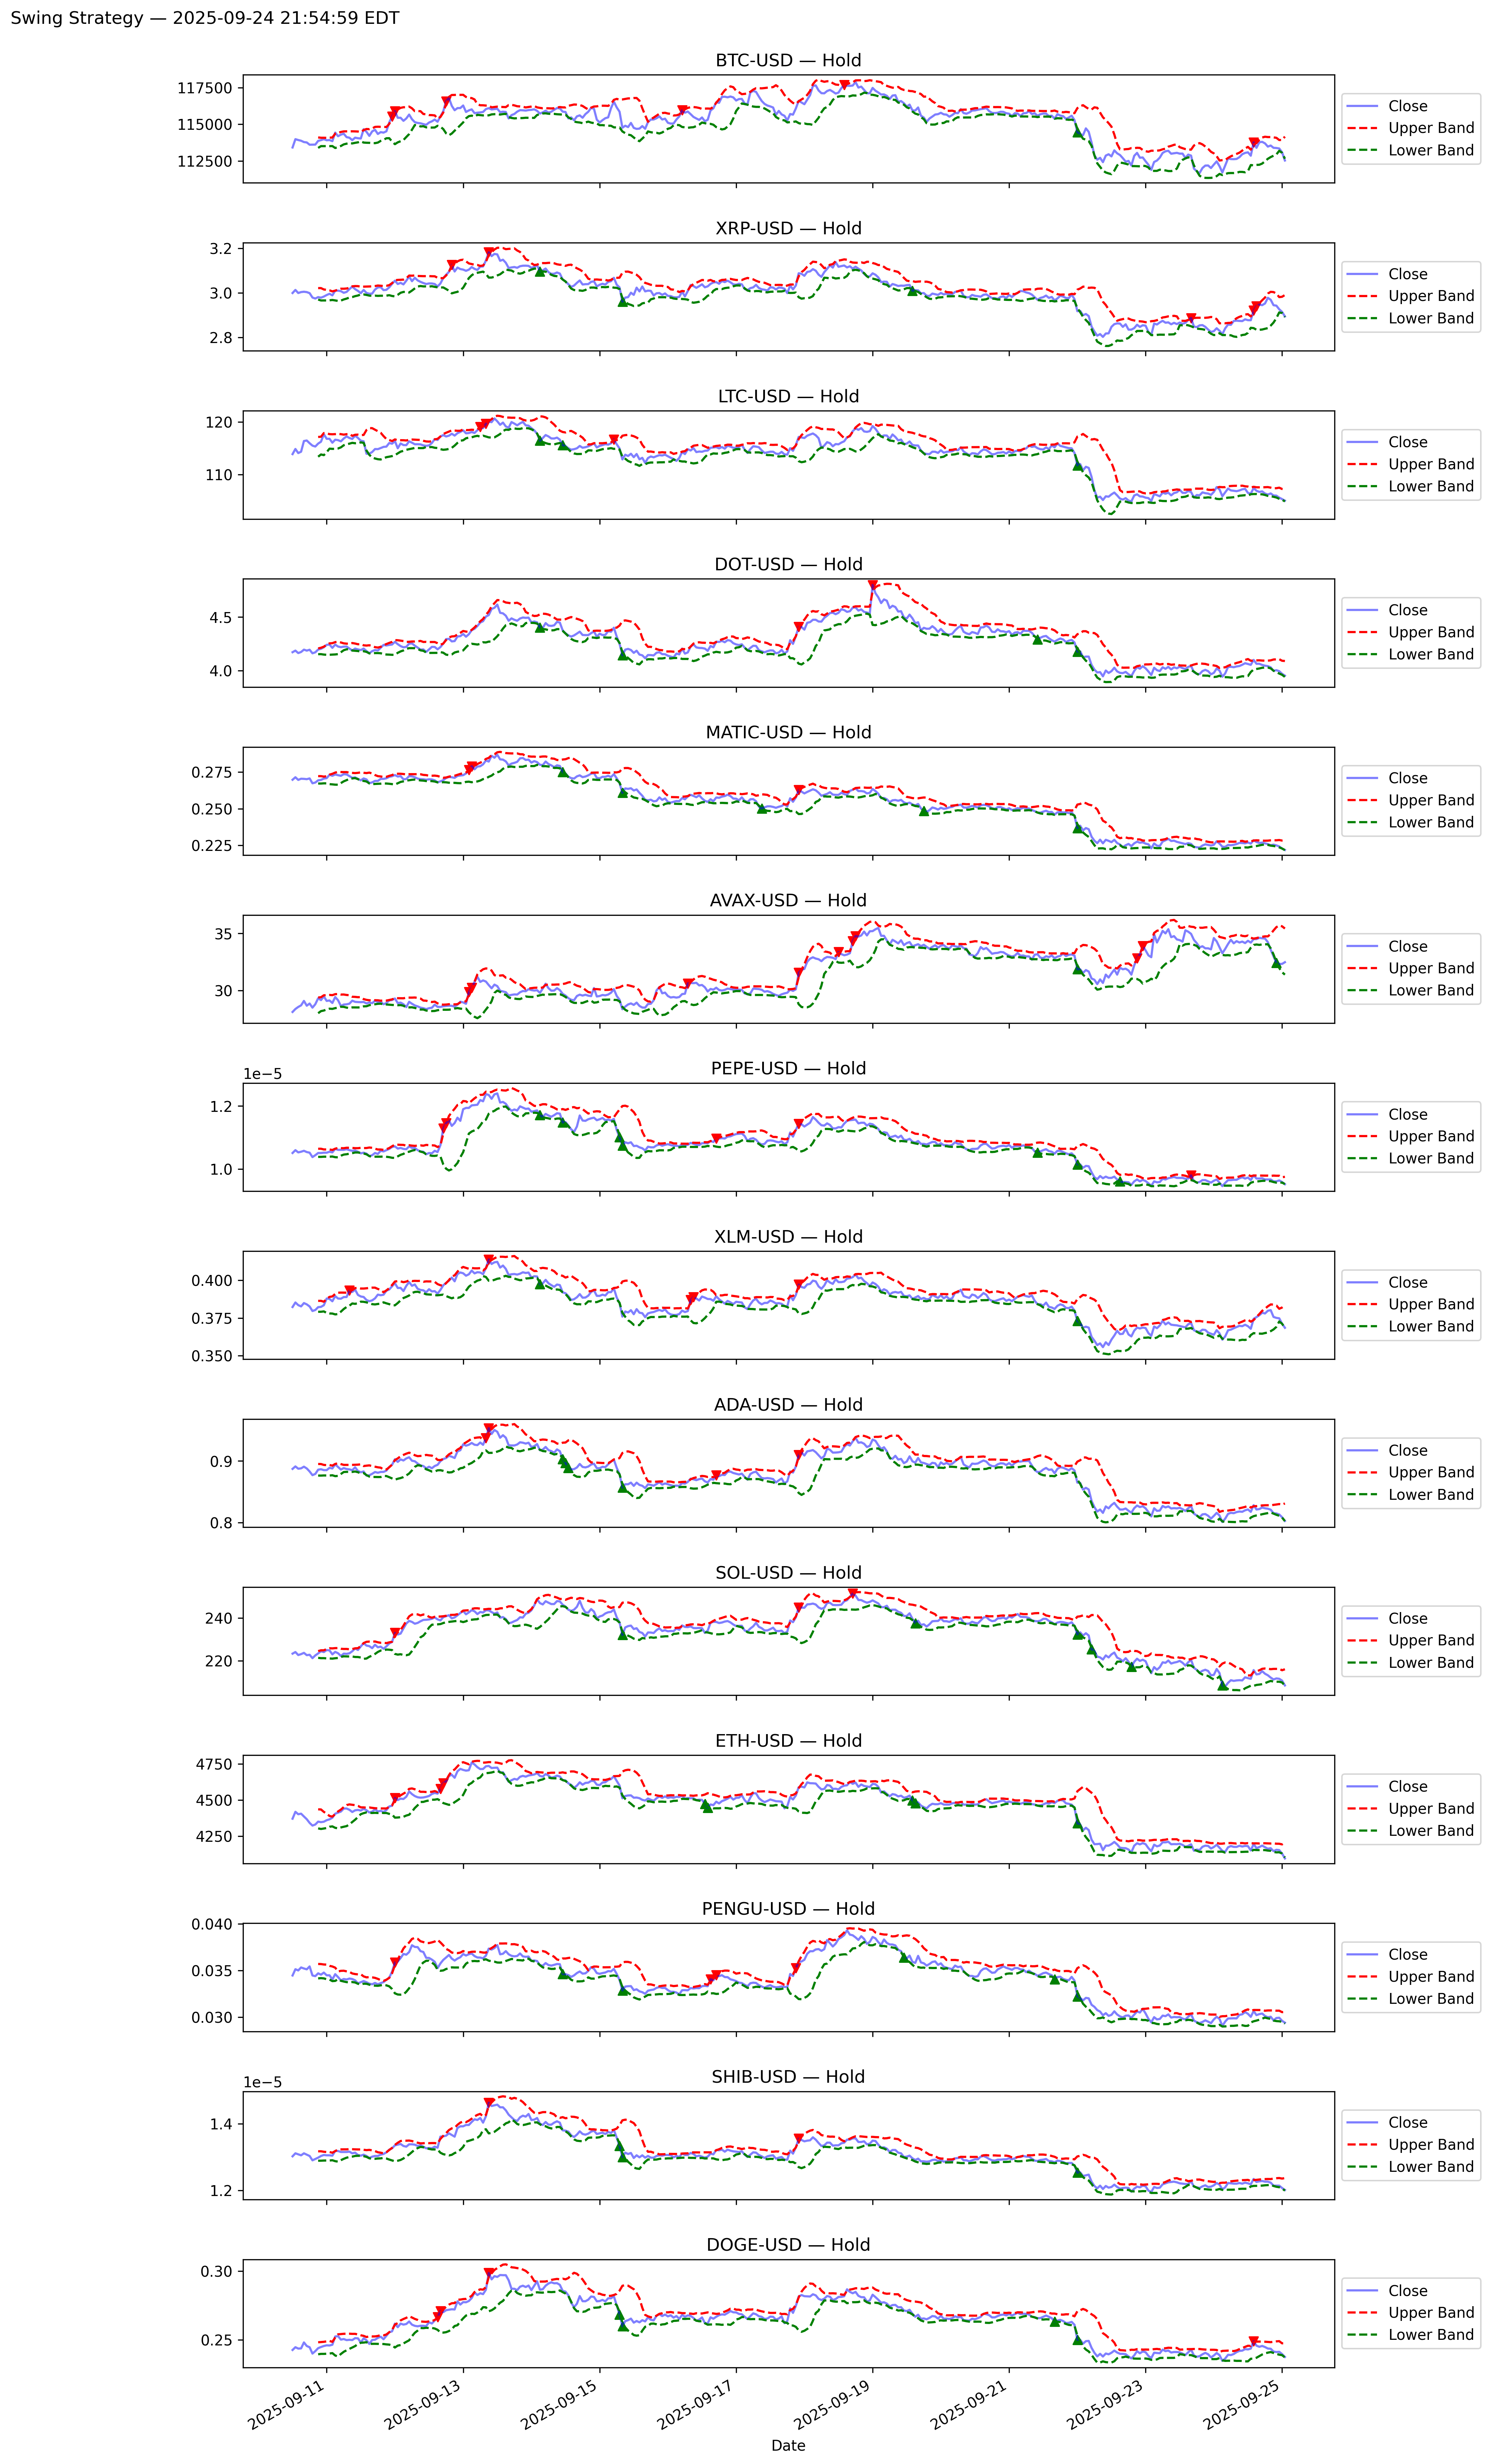 Swing Strategy — 2025-09-24 21:54:59 EDT
BTC-USD — Hold
117500
115000
112500
Close
Upper Band
Lower Band
XRP-USD — Hold
3.2
3.0
2.8
Close
Upper Band
Lower Band
LTC-USD — Hold
120
110
Close
Upper Band
Lower Band
DOT-USD — Hold
4.5
4.0
Close
Upper Band
Lower Band
MATIC-USD — Hold
0.275
0.250
0.225
Close
Upper Band
Lower Band
AVAX-USD — Hold
35
30
Close
Upper Band
Lower Band
PEPE-USD — Hold
1e−5
1.2
1.0
Close
Upper Band
Lower Band
XLM-USD — Hold
0.400
0.375
0.350
Close
Upper Band
Lower Band
ADA-USD — Hold
0.9
0.8
Close
Upper Band
Lower Band
SOL-USD — Hold
240
220
Close
Upper Band
Lower Band
ETH-USD — Hold
4750
4500
4250
Close
Upper Band
Lower Band
PENGU-USD — Hold
0.040
0.035
0.030
Close
Upper Band
Lower Band
SHIB-USD — Hold
1e−5
1.4
1.2
Close
Upper Band
Lower Band
DOGE-USD — Hold
0.30
0.25
Close
Upper Band
Lower Band
2025-09-11
2025-09-13
2025-09-15
2025-09-17
2025-09-19
2025-09-21
2025-09-23
2025-09-25
Date